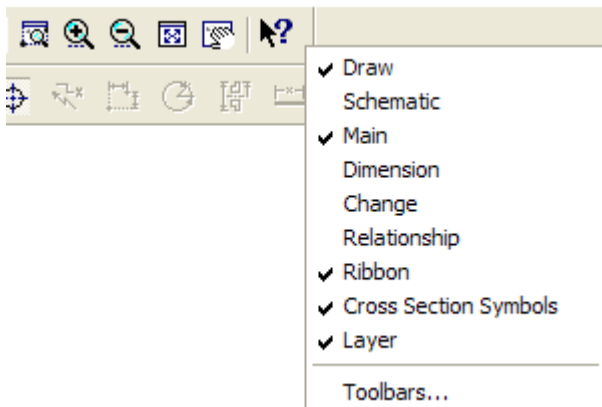 Draw
Schematic
Main
Dimension
Change
Relationship
Ribbon
Cross Section Symbols
Layer
Toolbars...